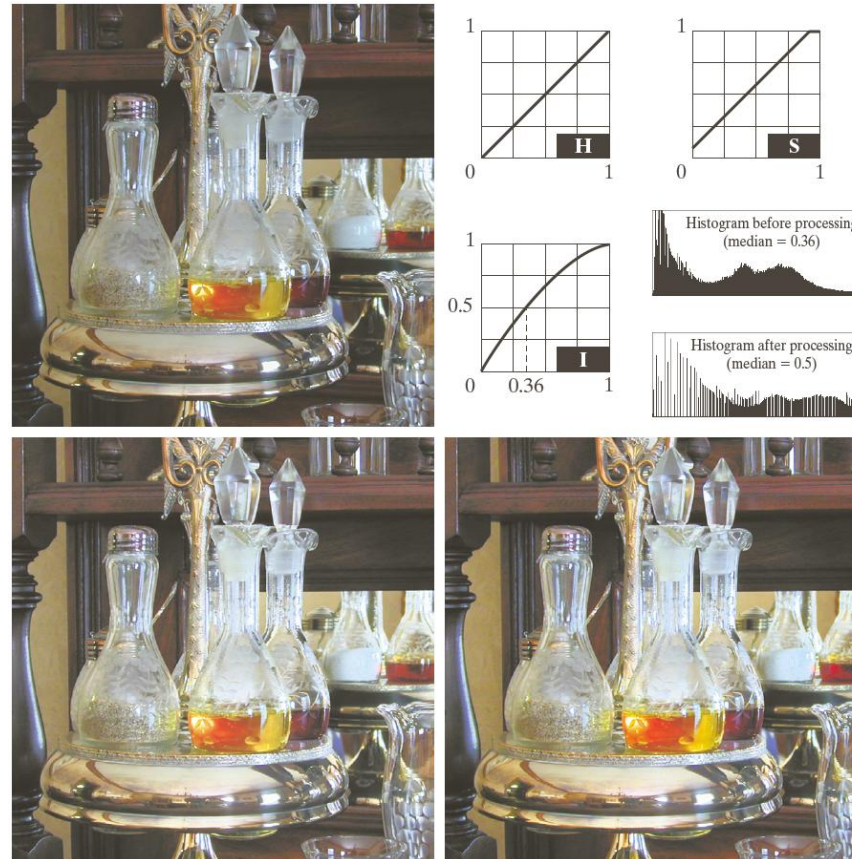 1
H
0
1
1
S
0
1
1
0.5
I
0
0.36
1
Histogram before processing
(median = 0.36)
Histogram after processing
(median = 0.5)